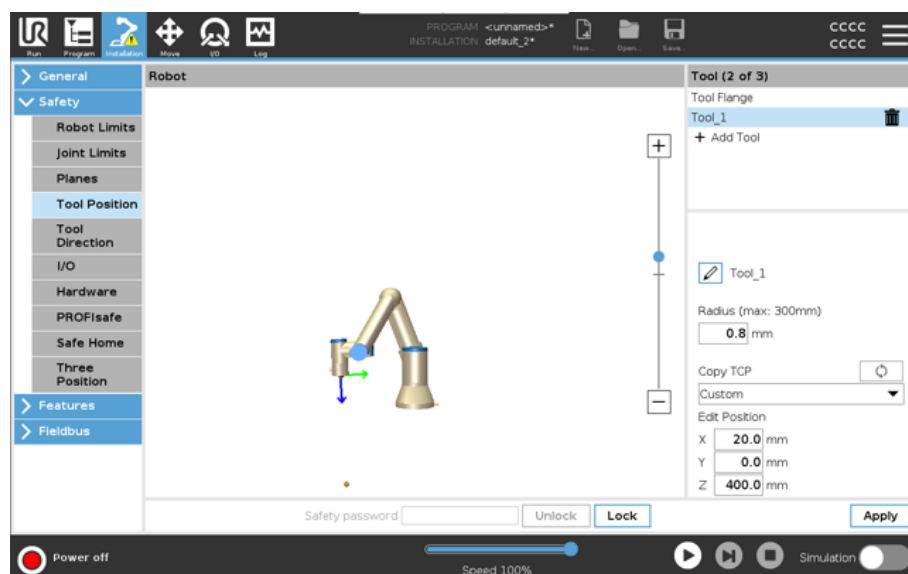 UR
PROGRAM <unnamed>*
INSTALLATION default_2*
Run Program Installation Move I/O Log
New... Open... Save...
CCCC
CCCC
General
Safety
Robot Limits
Joint Limits
Planes
Tool Position
Tool
Direction
I/O
Hardware
PROFIsafe
Safe Home
Three
Position
Features
Fieldbus
Robot
Tool (2 of 3)
Tool Flange
Tool_1
+ Add Tool
Tool_1
Radius (max: 300mm)
0.8 mm
Copy TCP
Custom
Edit Position
X 20.0 mm
Y 0.0 mm
Z 400.0 mm
Safety password Unlock Lock Apply
Power off
Speed 100%
Simulation